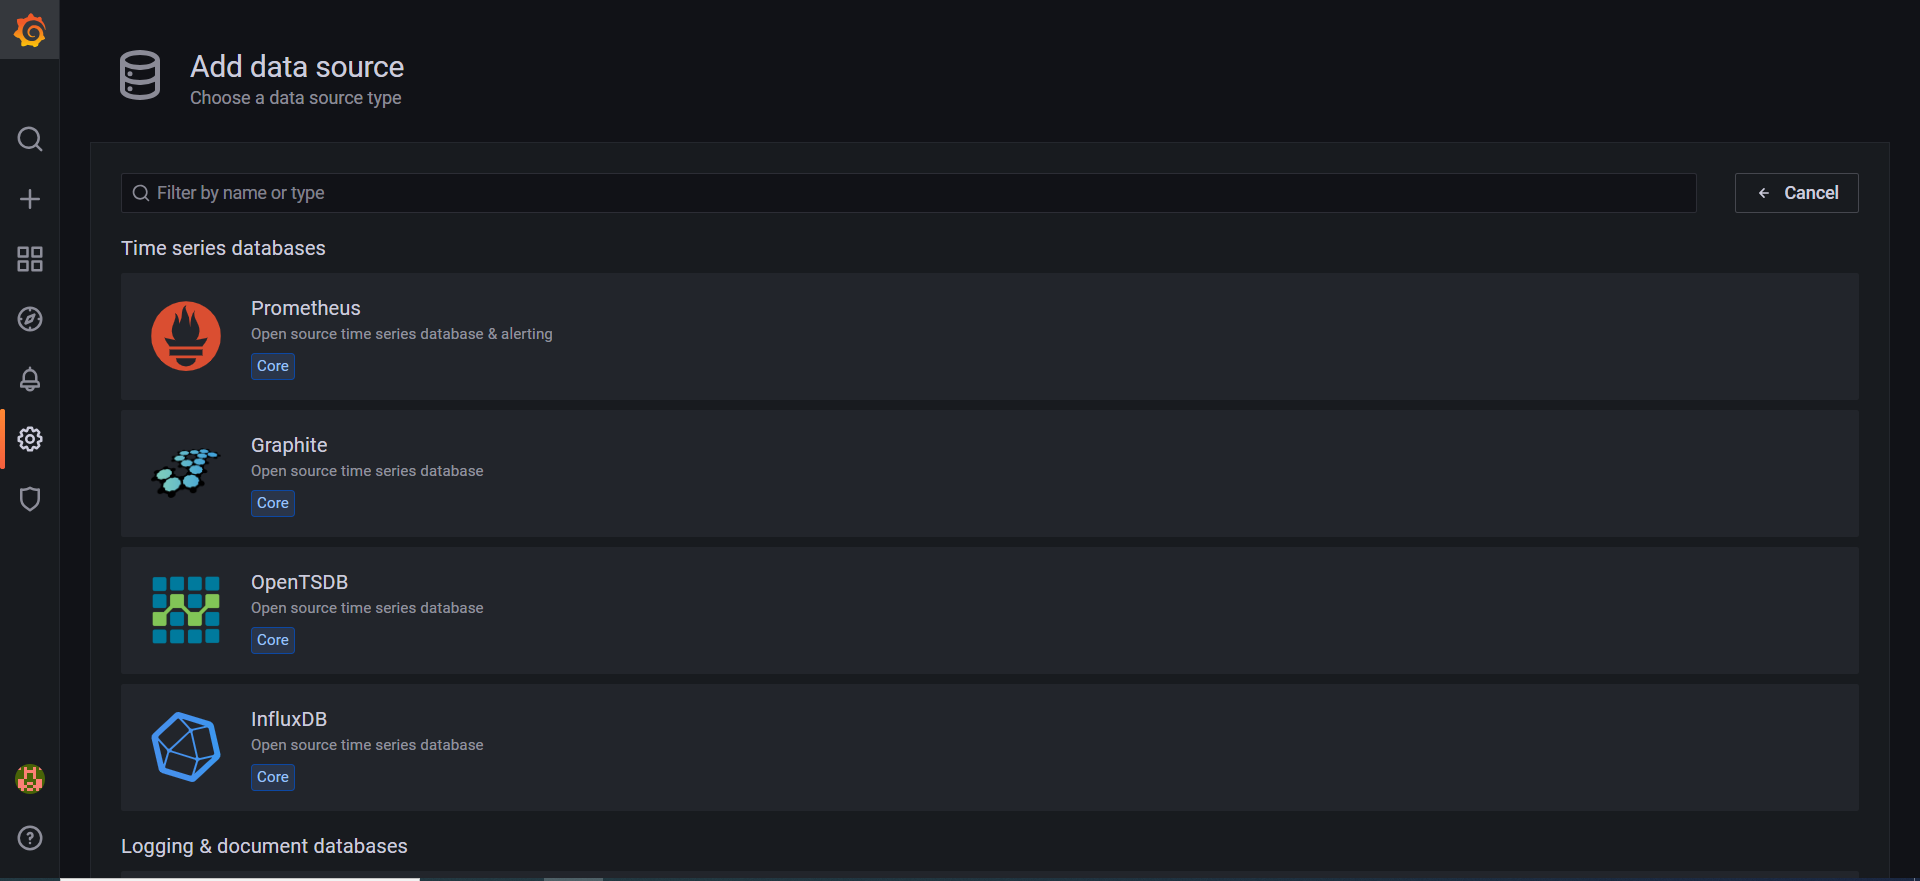 Add data source
Choose a data source type
Filter by name or type
Cancel
Time series databases
Prometheus
Open source time series database & alerting
Core
Graphite
Open source time series database
Core
OpenTSDB
Open source time series database
Core
InfluxDB
Open source time series database
Core
Logging & document databases